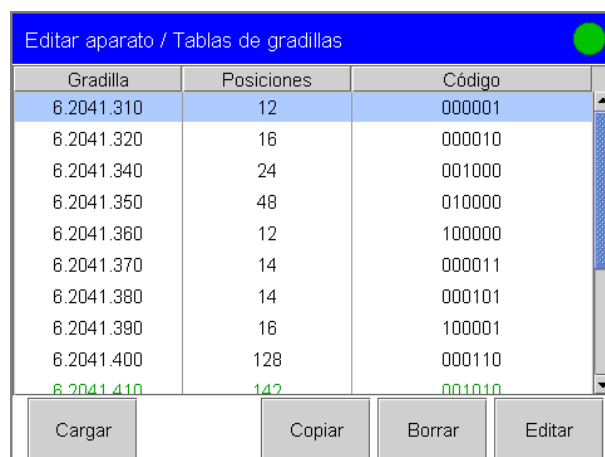 Editar aparato / Tablas de gradillas
Gradilla Posiciones Código
6.2041.310 12 000001
6.2041.320 16 000010
6.2041.340 24 001000
6.2041.350 48 010000
6.2041.360 12 100000
6.2041.370 14 000011
6.2041.380 14 000101
6.2041.390 16 100001
6.2041.400 128 000110
6.2041.410 142 001010
Cargar Copiar Borrar Editar